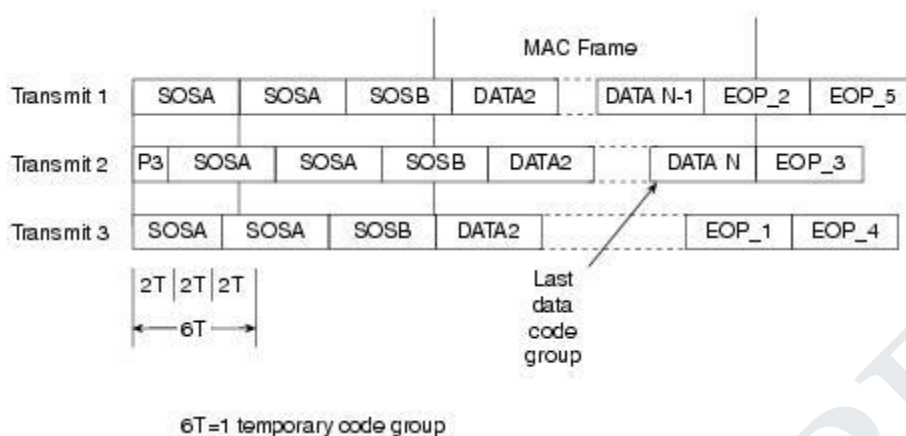 MAC Frame
Transmit 1 SOSA SOSA SOSB DATA2 DATA N-1 EOP_2 EOP_5
Transmit 2 P3 SOSA SOSA SOSB DATA2 DATA N EOP_3
Transmit 3 SOSA SOSA SOSB DATA2 EOP_1 EOP_4
2T 2T 2T
6T
Last
data
code
group
6T=1 temporary code group